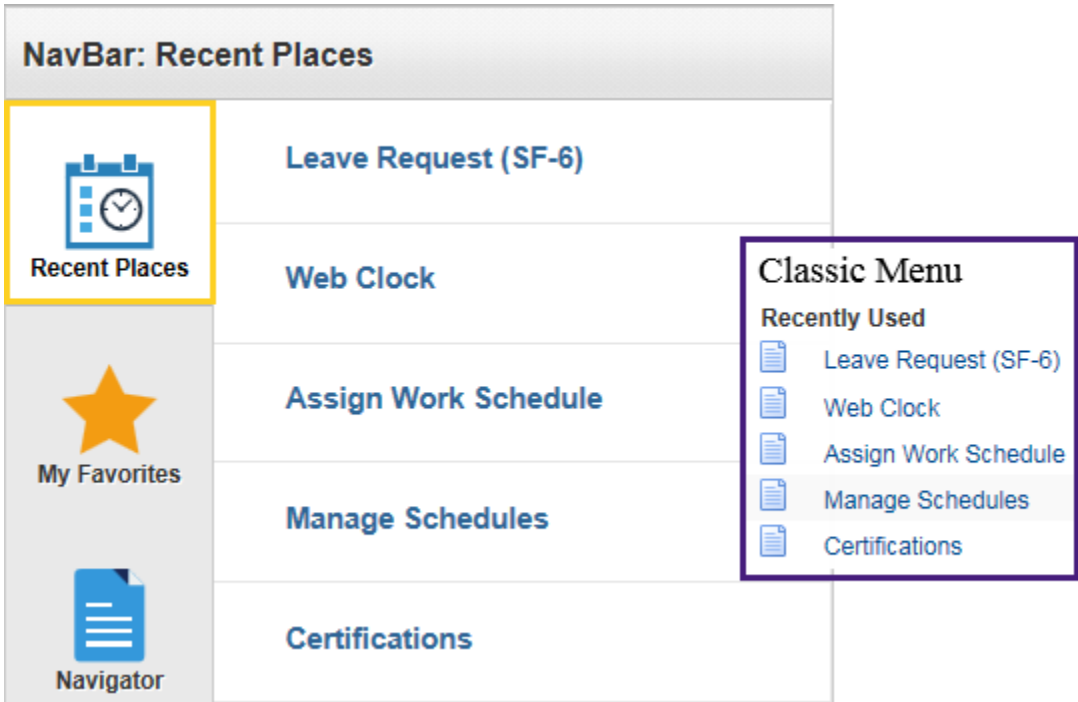 NavBar: Recent Places
Recent Places
My Favorites
Navigator
Leave Request (SF-6)
Web Clock
Assign Work Schedule
Manage Schedules
Certifications
Classic Menu
Recently Used
Leave Request (SF-6)
Web Clock
Assign Work Schedule
Manage Schedules
Certifications